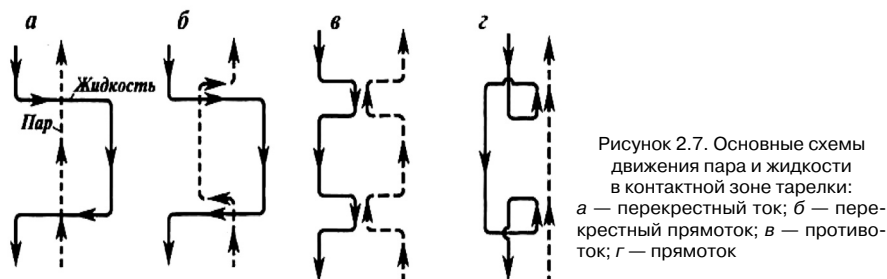 а
б
в
г
Жидкость
Пар
Рисунок 2.7. Основные схемы
движения пара и жидкости
в контактной зоне тарелки:
а — перекрестный ток; б — пере-
крестный прямоток; в — противо-
ток; г — прямоток